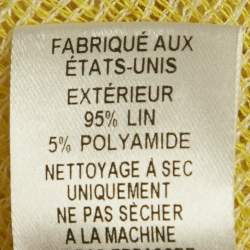 FABRIQUÉ AUX
ÉTATS-UNIS
EXTÉRIEUR
95% LIN
5% POLYAMIDE
NETTOYAGE À SEC
UNIQUEMENT
NE PAS SÈCHER
A LA MACHINE